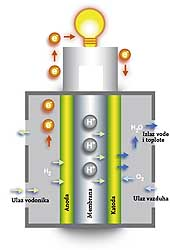 e-
e-
e-
e-
e-
H2O
Izlaz vode
i toplote
H+
H+
H+
H2
O2
Anoda
Membrana
Katoda
Ulaz vodonika
Ulaz vazduha